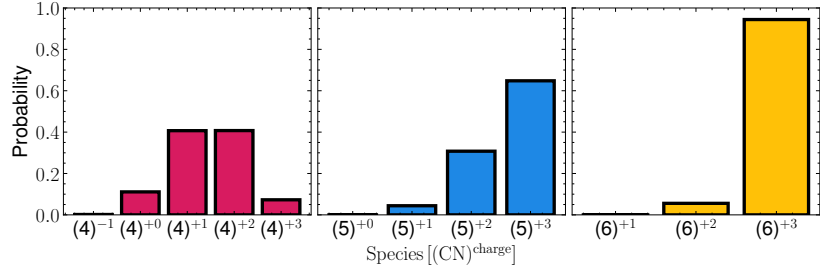 Probability
1.0
0.8
0.6
0.4
0.2
0.0
(4)⁻¹ (4)⁺⁰ (4)⁺¹ (4)⁺² (4)⁺³ (5)⁺⁰ (5)⁺¹ (5)⁺² (5)⁺³ (6)⁺¹ (6)⁺² (6)⁺³
Species [(CN)ᶜʰᵃʳᵍᵉ]